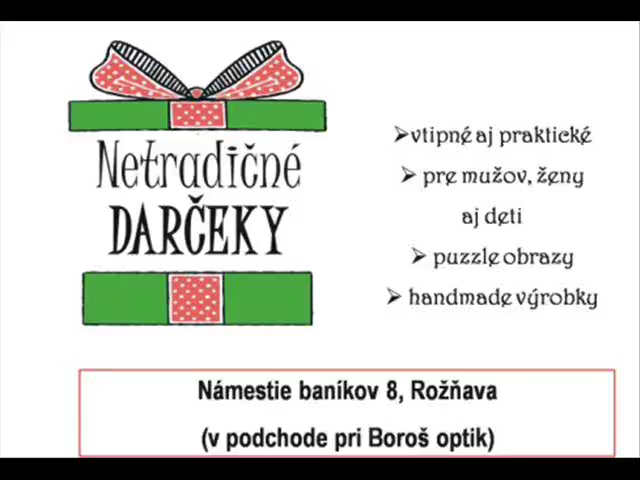 Netradičné
DARČEKY
➢vtipné aj praktické
➢ pre mužov, ženy
aj deti
➢ puzzle obrazy
➢ handmade výrobky
Námestie baníkov 8, Rožňava
(v podchode pri Boroš optik)